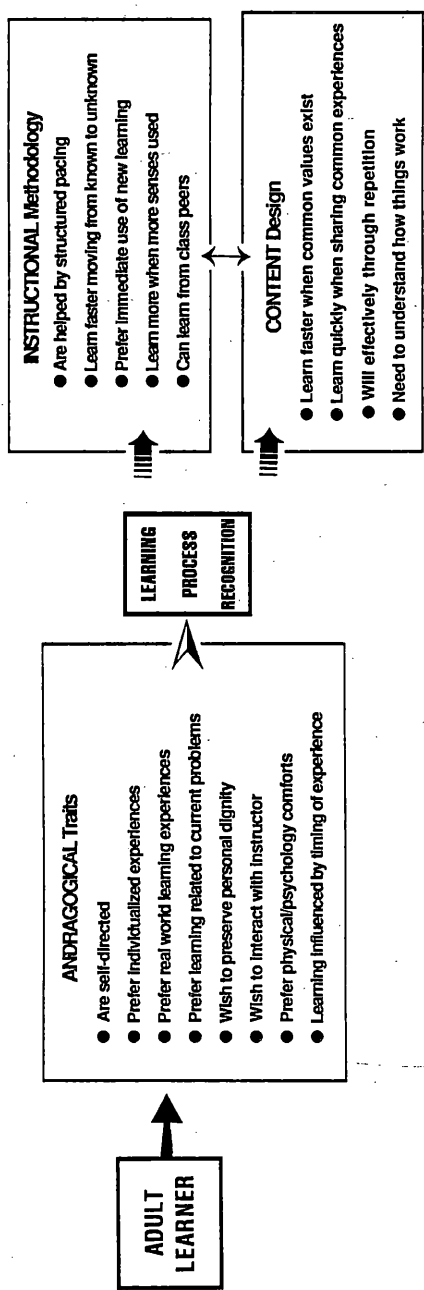 ADULT
LEARNER
ANDRAGOGICAL Traits
● Are self-directed
● Prefer individualized experiences
● Prefer real world learning experiences
● Prefer learning related to current problems
● Wish to preserve personal dignity
● Wish to interact with instructor
● Prefer physical/psychology comforts
● Learning influenced by timing of experience
LEARNING
PROCESS
RECOGNITION
INSTRUCTIONAL Methodology
● Are helped by structured pacing
● Learn faster moving from known to unknown
● Prefer immediate use of new learning
● Learn more when more senses used
● Can learn from class peers
CONTENT Design
● Learn faster when common values exist
● Learn quickly when sharing common experiences
● Will effectively through repetition
● Need to understand how things work